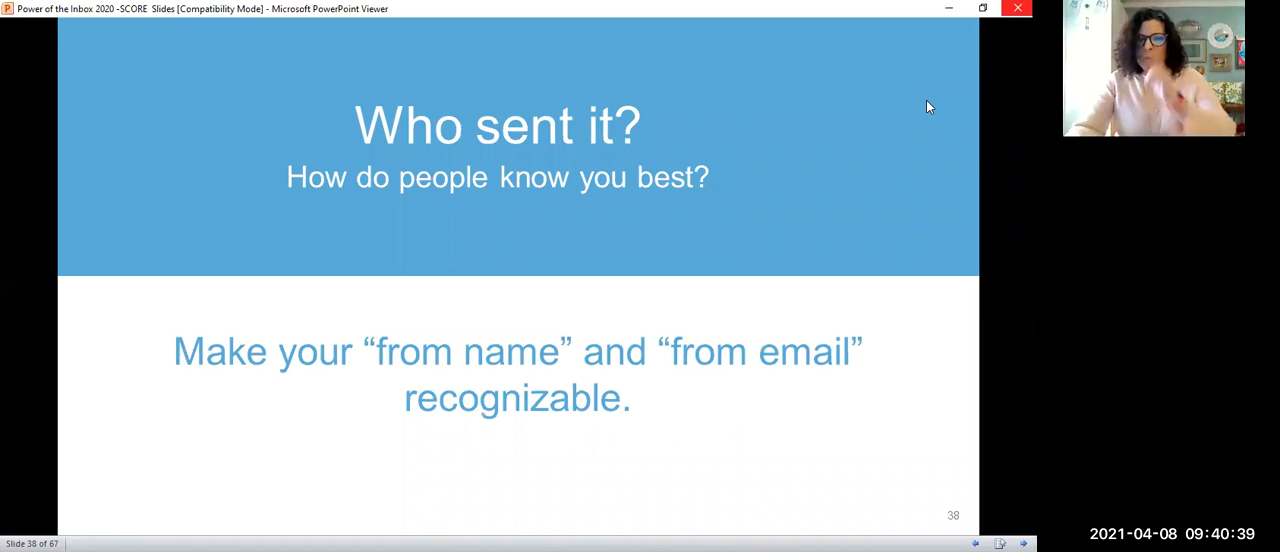 Power of the Inbox 2020 -SCORE Slides [Compatibility Mode] - Microsoft PowerPoint Viewer
Who sent it?
How do people know you best?
Make your “from name” and “from email”
recognizable.
38
Slide 38 of 67
2021-04-08 09:40:39